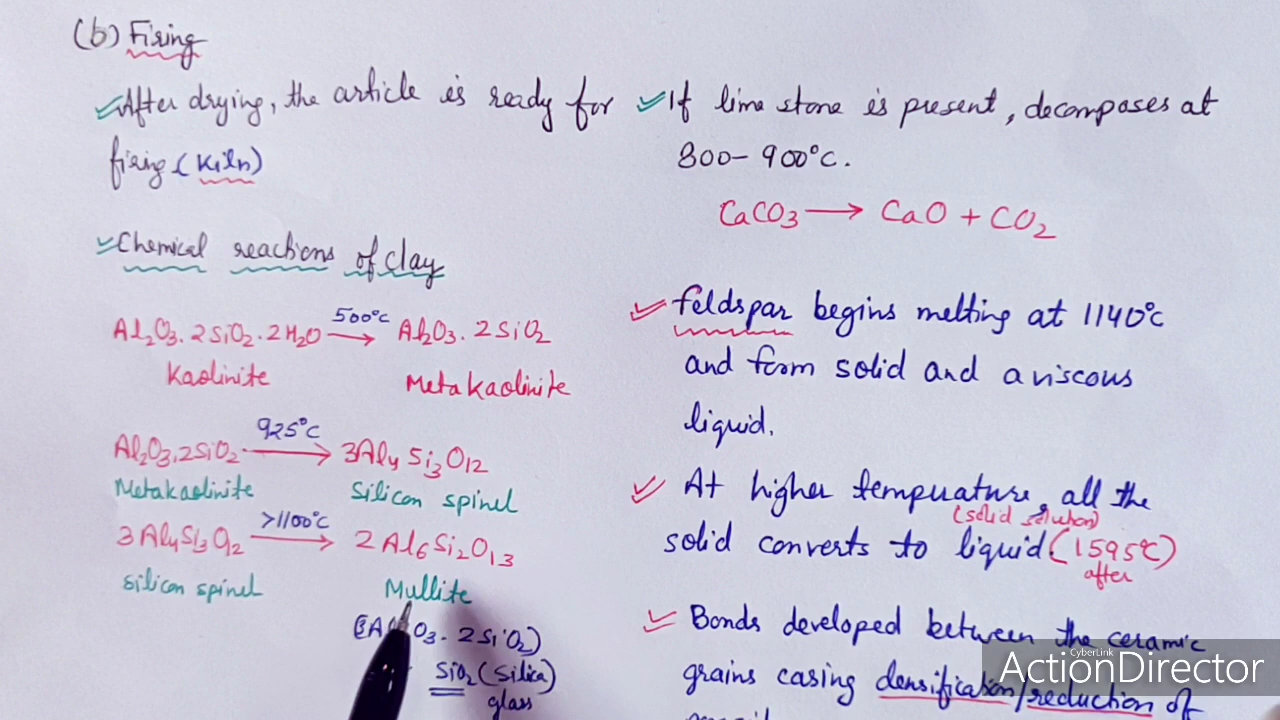 (b) Firing
✓After drying, the article is ready for
firing (Kiln)
✓Chemical reactions of clay
Al₂O₃. 2SiO₂. 2H₂O ⟶ 500°C Al₂O₃. 2SiO₂
Kaolinite Metakaolinite
Al₂O₃.2SiO₂ ⟶ 925°C 3Al₄Si₃O₁₂
Metakaolinite Silicon spinel
3Al₄Si₃O₁₂ ⟶ >1100°C 2Al₆Si₂O₁₃
Silicon spinel Mullite
O₃. 2SiO₂)
SiO₂ (Silica)
glass
✓If lime stone is present, decomposes at
800-900°C.
CaCO₃ ⟶ CaO + CO₂
✓ feldspar begins melting at 1140°C
and form solid and a viscous
liquid.
✓ At higher temperature, all the
(solid solution)
solid converts to liquid (1595°C)
after
✓ Bonds developed between the ceramic
grains casing densification/reduction of
CyberLink
ActionDirector